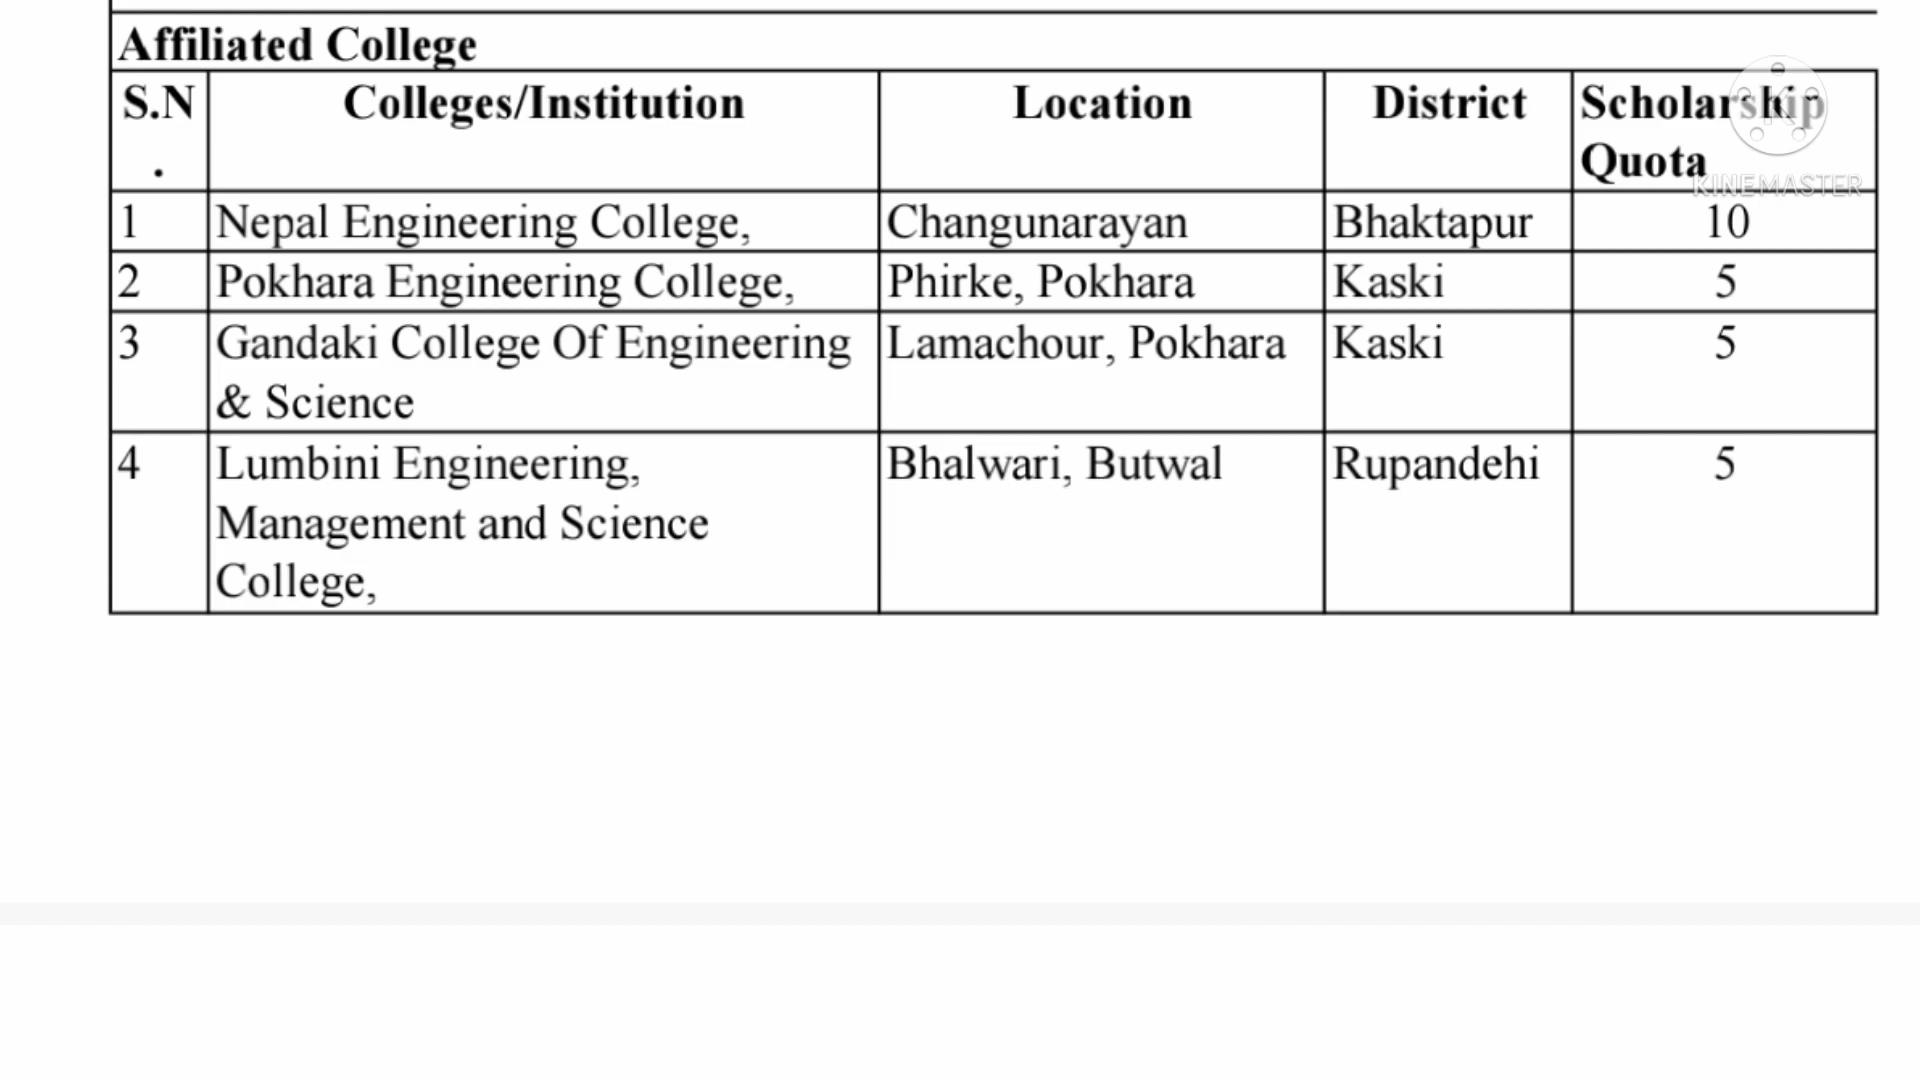 Affiliated College
S.N Colleges/Institution Location District Scholarship
. Quota
KINEMASTER
1 Nepal Engineering College, Changunarayan Bhaktapur 10
2 Pokhara Engineering College, Phirke, Pokhara Kaski 5
3 Gandaki College Of Engineering Lamachour, Pokhara Kaski 5
& Science
4 Lumbini Engineering, Bhalwari, Butwal Rupandehi 5
Management and Science
College,